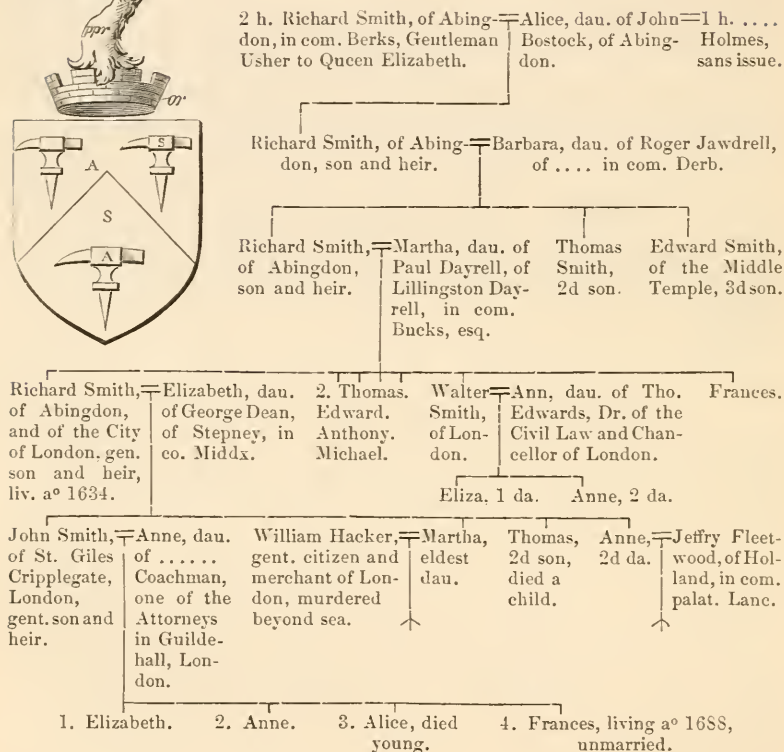 2 h. Richard Smith, of Abing-
don, in com. Berks, Gentleman
Usher to Queen Elizabeth.
Alice, dau. of John
Bostock, of Abing-
don.
1 h. ....
Holmes,
sans issue.
ppr.
or
A
S
S
A
Richard Smith, of Abing-
don, son and heir.
Barbara, dau. of Roger Jawdrell,
of .... in com. Derb.
Richard Smith,
of Abingdon,
son and heir.
Martha, dau. of
Paul Dayrell, of
Lillingston Day-
rell, in com.
Bucks, esq.
Thomas
Smith,
2d son.
Edward Smith,
of the Middle
Temple, 3d son.
Richard Smith,
of Abingdon,
and of the City
of London, gen.
son and heir,
liv. aº 1634.
Elizabeth, dau.
of George Dean,
of Stepney, in
co. Middx.
2. Thomas.
Edward.
Anthony.
Michael.
Walter
Smith,
of Lon-
don.
Ann, dau. of Tho.
Edwards, Dr. of the
Civil Law and Chan-
cellor of London.
Frances.
Eliza, 1 da.
Anne, 2 da.
John Smith,
of St. Giles
Cripplegate,
London,
gent. son and
heir.
Anne, dau.
of ......
Coachman,
one of the
Attorneys
in Guilde-
hall, Lon-
don.
William Hacker,
gent. citizen and
merchant of Lon-
don, murdered
beyond sea.
Martha,
eldest
dau.
Thomas,
2d son,
died a
child.
Anne,
2d da.
Jeffry Fleet-
wood, of Hol-
land, in com.
palat. Lanc.
1. Elizabeth.
2. Anne.
3. Alice, died
young.
4. Frances, living aº 1688,
unmarried.